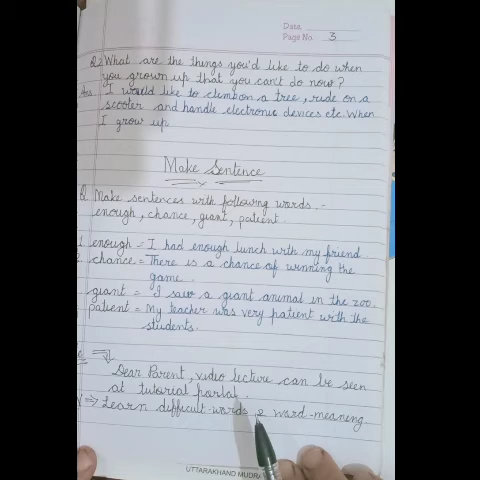 Date
Page No. 3
Q2 What are the things you'd like to do when
you grown up that you can't do now?
Ans I would like to climb on a tree, ride on a
scooter and handle electronic devices etc. When
I grow up
Make Sentence
Q Make sentences with following words.-
enough, chance, giant, patient.
1 enough = I had enough lunch with my friend.
2 chance = There is a chance of winning the
game.
giant = I saw a giant animal in the zoo.
patient = My teacher was very patient with the
students.
Dear Parent, video lecture can be seen
at tutorial portal.
⇒ Learn difficult words & word-meaning.
UTTARAKHAND MUDRA